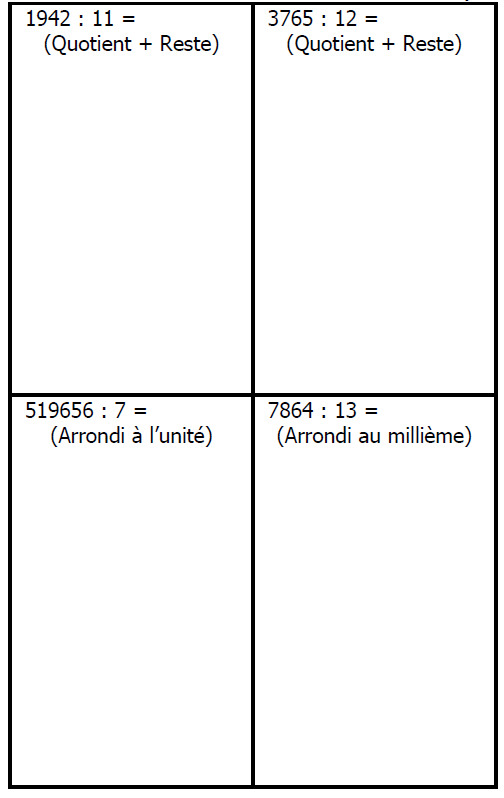 1942 : 11 =
(Quotient + Reste)
3765 : 12 =
(Quotient + Reste)
519656 : 7 =
(Arrondi à l’unité)
7864 : 13 =
(Arrondi au millième)